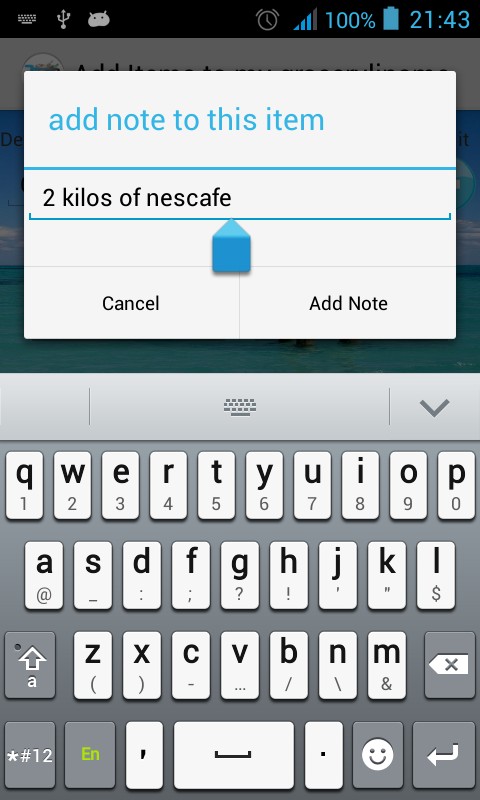 100% 21:43
add note to this item
2 kilos of nescafe
Cancel Add Note
q w e r t y u i o p
1 2 3 4 5 6 7 8 9 0
a s d f g h j k l
@ _ : ; ? ! ' " $
a z x c v b n m
( ) - ... / \ &
*#12 En , .